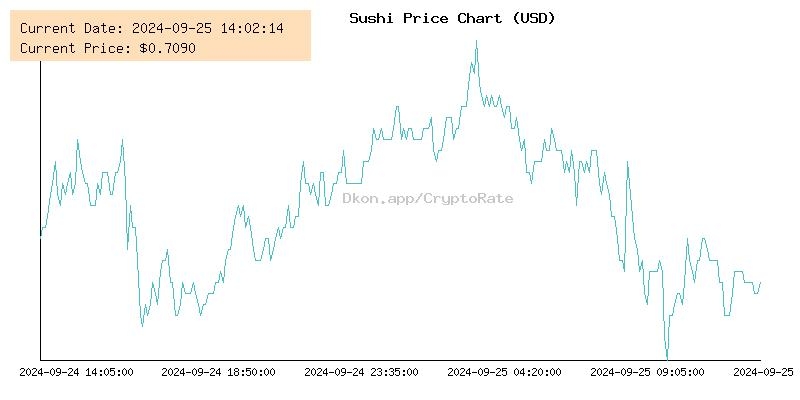 Sushi Price Chart (USD)
Current Date: 2024-09-25 14:02:14
Current Price: $0.7090
Dkon.app/CryptoRate
2024-09-24 14:05:00 2024-09-24 18:50:00 2024-09-24 23:35:00 2024-09-25 04:20:00 2024-09-25 09:05:00 2024-09-25